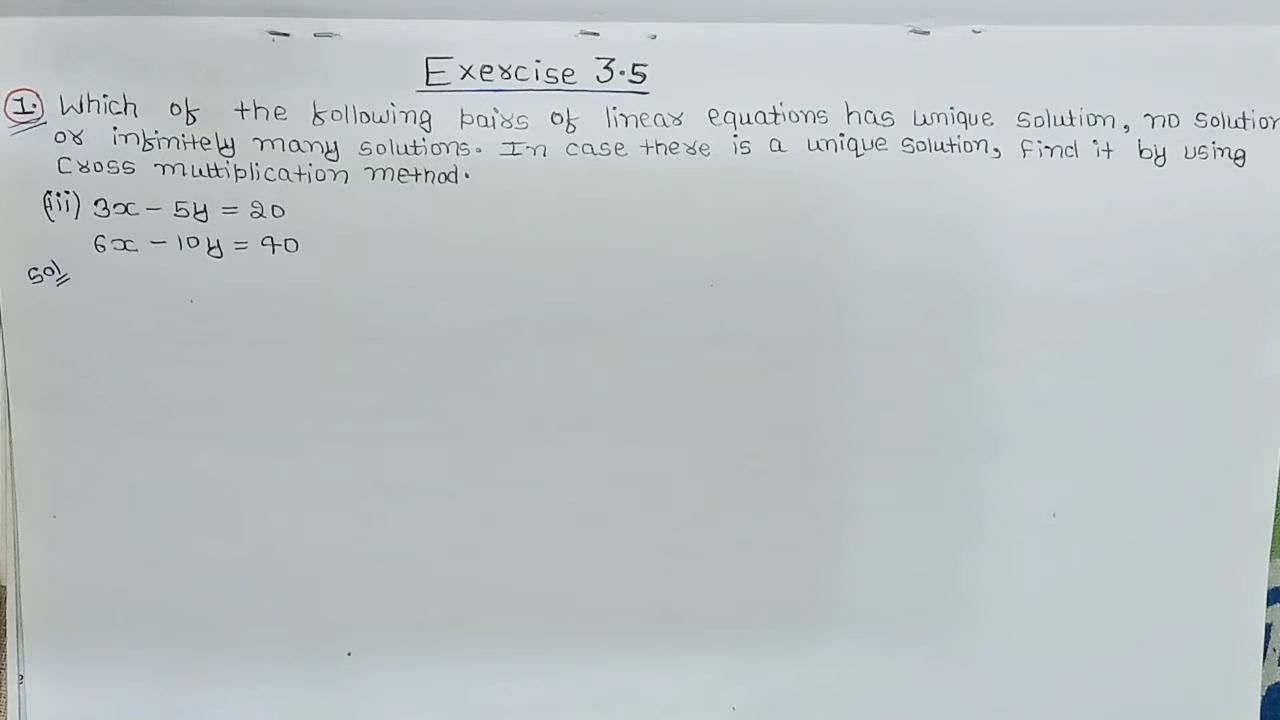 Exercise 3.5
1. Which of the following pairs of linear equations has unique solution, no solution
or infinitely many solutions. In case there is a unique solution, find it by using
Cross multiplication method.
(iii) 3x - 5y = 20
6x - 10y = 40
Sol